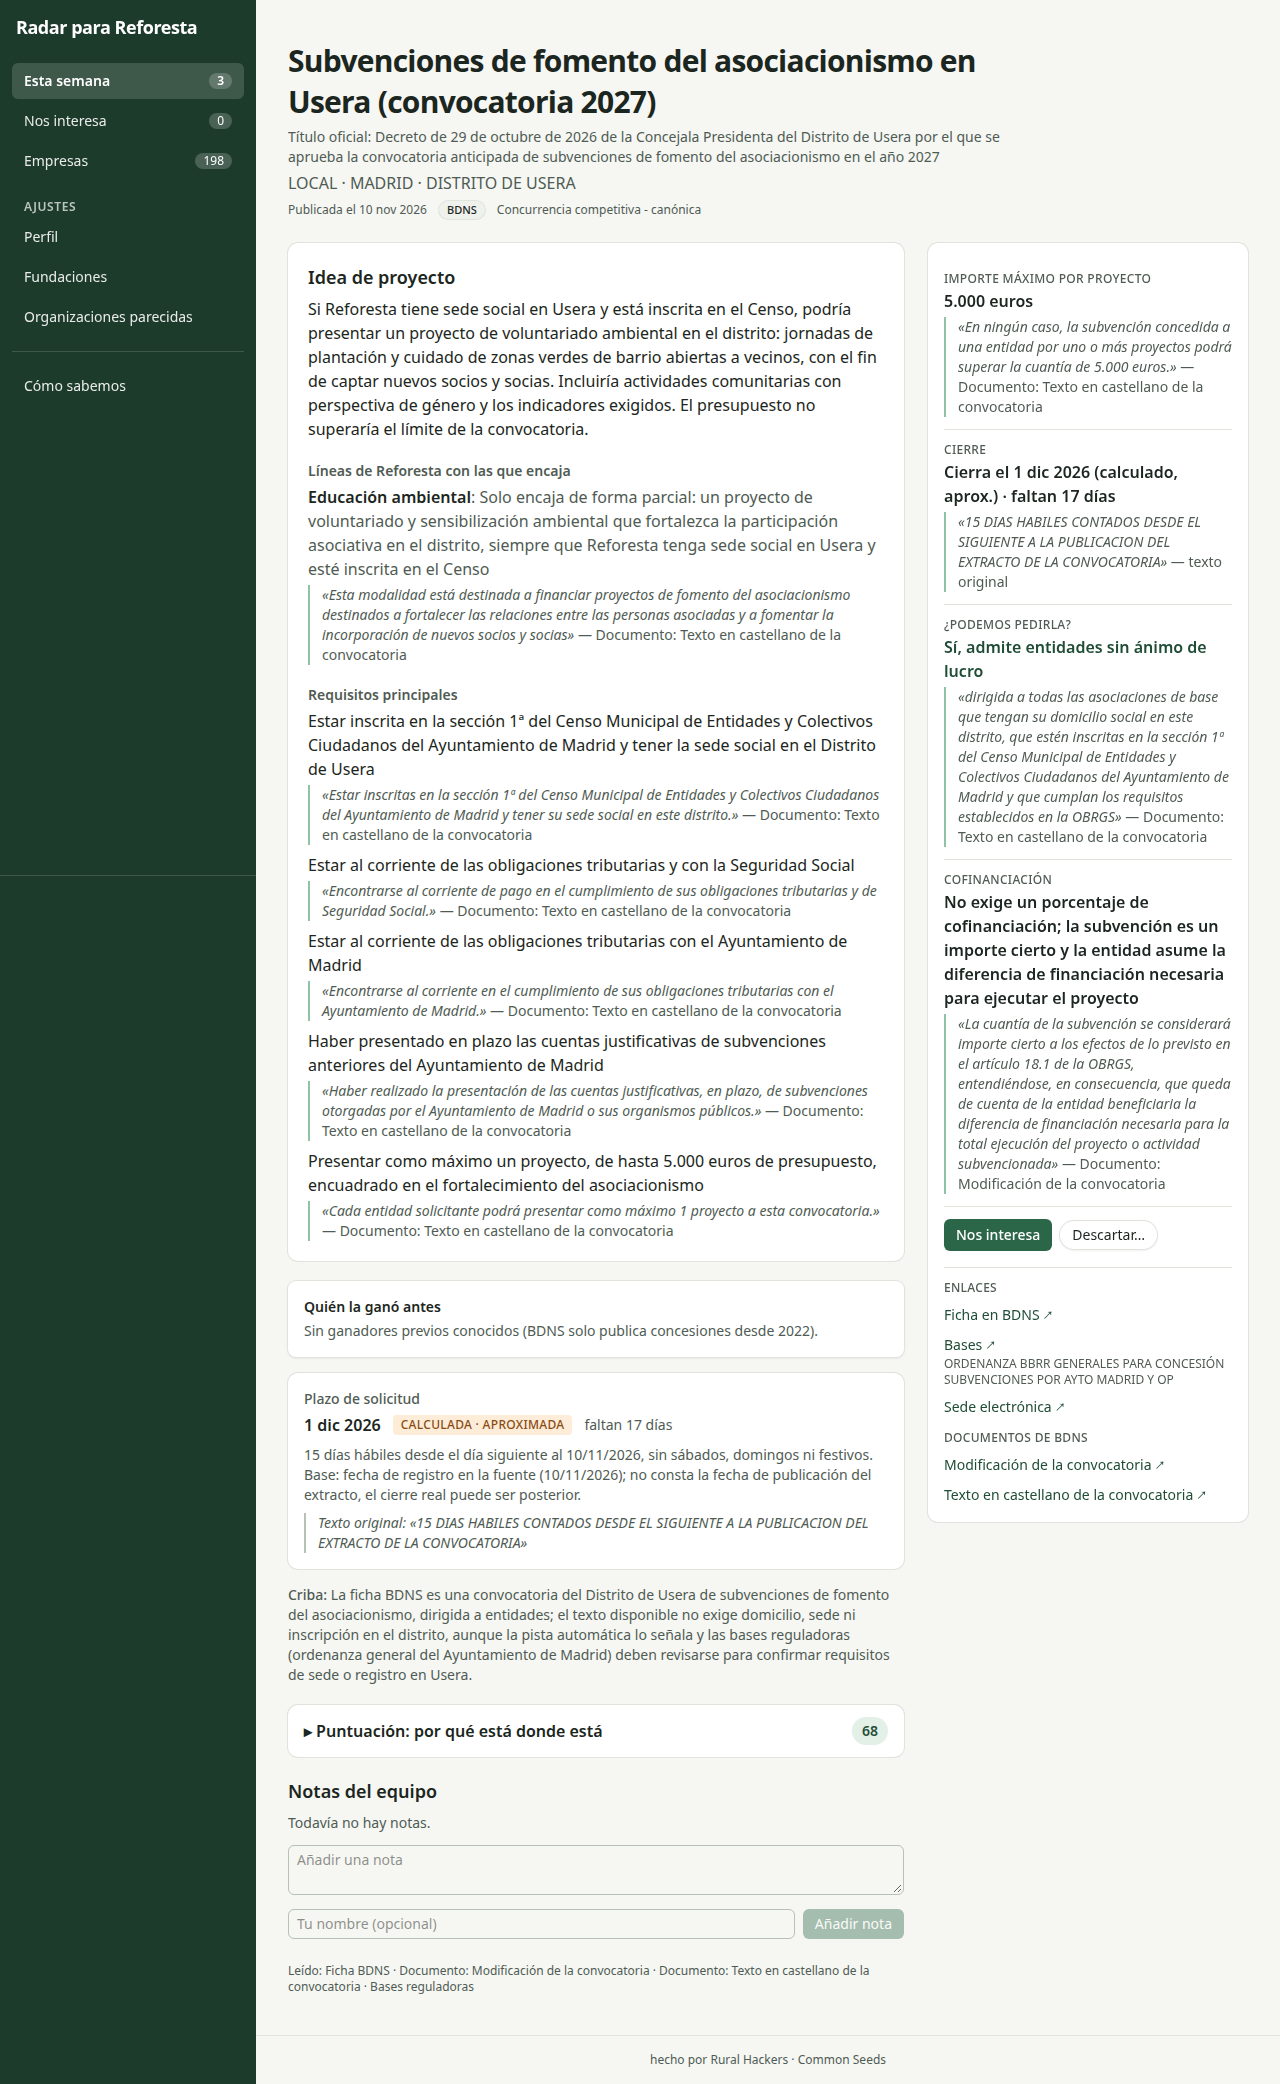 Radar para Reforesta
Esta semana 3
Nos interesa 0
Empresas 198
AJUSTES
Perfil
Fundaciones
Organizaciones parecidas
Cómo sabemos
Subvenciones de fomento del asociacionismo en
Usera (convocatoria 2027)
Título oficial: Decreto de 29 de octubre de 2026 de la Concejala Presidenta del Distrito de Usera por el que se
aprueba la convocatoria anticipada de subvenciones de fomento del asociacionismo en el año 2027
LOCAL · MADRID · DISTRITO DE USERA
Publicada el 10 nov 2026 BDNS Concurrencia competitiva - canónica
Idea de proyecto
Si Reforesta tiene sede social en Usera y está inscrita en el Censo, podría
presentar un proyecto de voluntariado ambiental en el distrito: jornadas de
plantación y cuidado de zonas verdes de barrio abiertas a vecinos, con el fin
de captar nuevos socios y socias. Incluiría actividades comunitarias con
perspectiva de género y los indicadores exigidos. El presupuesto no
superaría el límite de la convocatoria.
Líneas de Reforesta con las que encaja
Educación ambiental: Solo encaja de forma parcial: un proyecto de
voluntariado y sensibilización ambiental que fortalezca la participación
asociativa en el distrito, siempre que Reforesta tenga sede social en Usera y
esté inscrita en el Censo
«Esta modalidad está destinada a financiar proyectos de fomento del asociacionismo
destinados a fortalecer las relaciones entre las personas asociadas y a fomentar la
incorporación de nuevos socios y socias» — Documento: Texto en castellano de la
convocatoria
Requisitos principales
Estar inscrita en la sección 1ª del Censo Municipal de Entidades y Colectivos
Ciudadanos del Ayuntamiento de Madrid y tener la sede social en el Distrito
de Usera
«Estar inscritas en la sección 1ª del Censo Municipal de Entidades y Colectivos Ciudadanos
del Ayuntamiento de Madrid y tener su sede social en este distrito.» — Documento: Texto
en castellano de la convocatoria
Estar al corriente de las obligaciones tributarias y con la Seguridad Social
«Encontrarse al corriente de pago en el cumplimiento de sus obligaciones tributarias y de
Seguridad Social.» — Documento: Texto en castellano de la convocatoria
Estar al corriente de las obligaciones tributarias con el Ayuntamiento de
Madrid
«Encontrarse al corriente en el cumplimiento de sus obligaciones tributarias con el
Ayuntamiento de Madrid.» — Documento: Texto en castellano de la convocatoria
Haber presentado en plazo las cuentas justificativas de subvenciones
anteriores del Ayuntamiento de Madrid
«Haber realizado la presentación de las cuentas justificativas, en plazo, de subvenciones
otorgadas por el Ayuntamiento de Madrid o sus organismos públicos.» — Documento:
Texto en castellano de la convocatoria
Presentar como máximo un proyecto, de hasta 5.000 euros de presupuesto,
encuadrado en el fortalecimiento del asociacionismo
«Cada entidad solicitante podrá presentar como máximo 1 proyecto a esta convocatoria.»
— Documento: Texto en castellano de la convocatoria
Quién la ganó antes
Sin ganadores previos conocidos (BDNS solo publica concesiones desde 2022).
Plazo de solicitud
1 dic 2026 CALCULADA · APROXIMADA faltan 17 días
15 días hábiles desde el día siguiente al 10/11/2026, sin sábados, domingos ni festivos.
Base: fecha de registro en la fuente (10/11/2026); no consta la fecha de publicación del
extracto, el cierre real puede ser posterior.
Texto original: «15 DIAS HABILES CONTADOS DESDE EL SIGUIENTE A LA PUBLICACION DEL
EXTRACTO DE LA CONVOCATORIA»
Criba: La ficha BDNS es una convocatoria del Distrito de Usera de subvenciones de fomento
del asociacionismo, dirigida a entidades; el texto disponible no exige domicilio, sede ni
inscripción en el distrito, aunque la pista automática lo señala y las bases reguladoras
(ordenanza general del Ayuntamiento de Madrid) deben revisarse para confirmar requisitos
de sede o registro en Usera.
▸ Puntuación: por qué está donde está 68
Notas del equipo
Todavía no hay notas.
Añadir una nota
Tu nombre (opcional) Añadir nota
Leído: Ficha BDNS · Documento: Modificación de la convocatoria · Documento: Texto en castellano de la
convocatoria · Bases reguladoras
IMPORTE MÁXIMO POR PROYECTO
5.000 euros
«En ningún caso, la subvención concedida a
una entidad por uno o más proyectos podrá
superar la cuantía de 5.000 euros.» —
Documento: Texto en castellano de la
convocatoria
CIERRE
Cierra el 1 dic 2026 (calculado,
aprox.) · faltan 17 días
«15 DIAS HABILES CONTADOS DESDE EL
SIGUIENTE A LA PUBLICACION DEL
EXTRACTO DE LA CONVOCATORIA» — texto
original
¿PODEMOS PEDIRLA?
Sí, admite entidades sin ánimo de
lucro
«dirigida a todas las asociaciones de base
que tengan su domicilio social en este
distrito, que estén inscritas en la sección 1ª
del Censo Municipal de Entidades y
Colectivos Ciudadanos del Ayuntamiento de
Madrid y que cumplan los requisitos
establecidos en la OBRGS» — Documento:
Texto en castellano de la convocatoria
COFINANCIACIÓN
No exige un porcentaje de
cofinanciación; la subvención es un
importe cierto y la entidad asume la
diferencia de financiación necesaria
para ejecutar el proyecto
«La cuantía de la subvención se considerará
importe cierto a los efectos de lo previsto en
el artículo 18.1 de la OBRGS,
entendiéndose, en consecuencia, que queda
de cuenta de la entidad beneficiaria la
diferencia de financiación necesaria para la
total ejecución del proyecto o actividad
subvencionada» — Documento:
Modificación de la convocatoria
Nos interesa Descartar...
ENLACES
Ficha en BDNS ↗
Bases ↗
ORDENANZA BBRR GENERALES PARA CONCESIÓN
SUBVENCIONES POR AYTO MADRID Y OP
Sede electrónica ↗
DOCUMENTOS DE BDNS
Modificación de la convocatoria ↗
Texto en castellano de la convocatoria ↗
hecho por Rural Hackers · Common Seeds